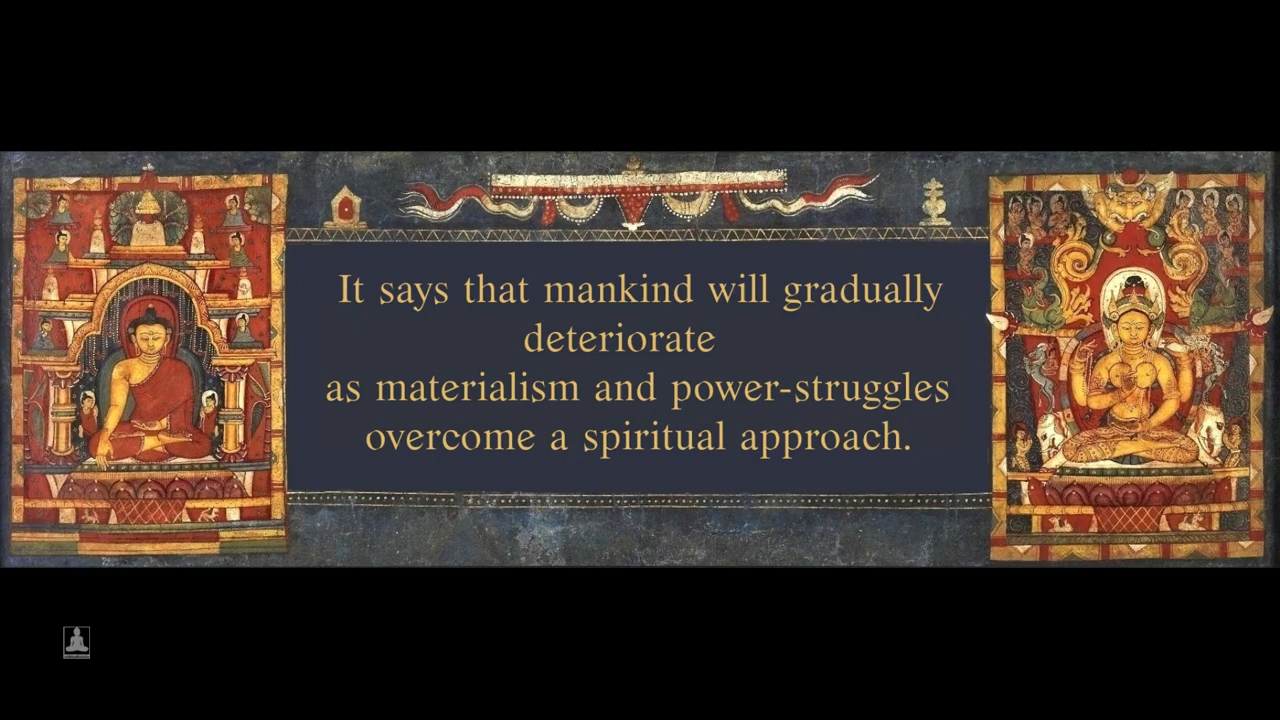 It says that mankind will gradually
deteriorate
as materialism and power-struggles
overcome a spiritual approach.